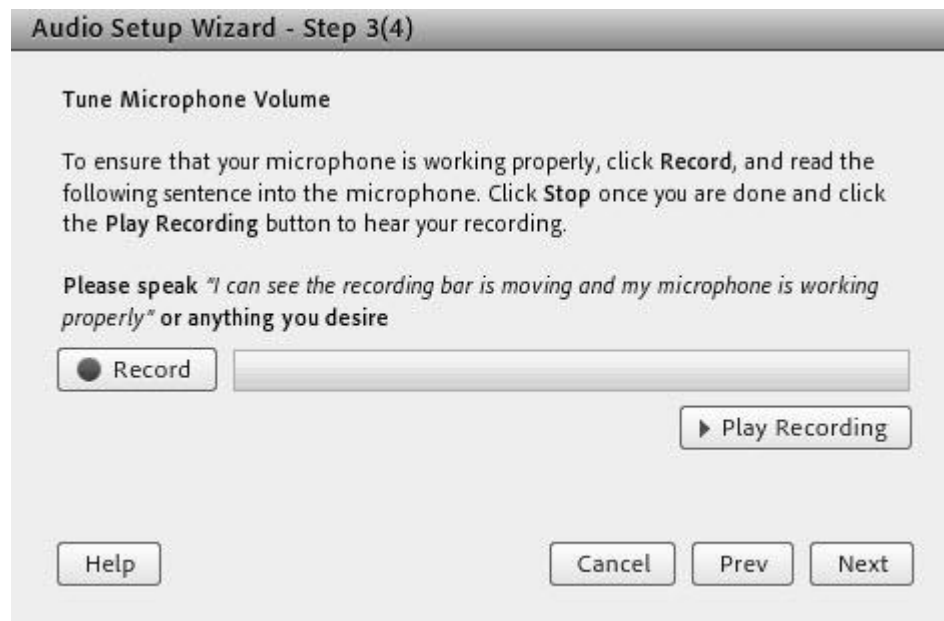 Audio Setup Wizard - Step 3(4)
Tune Microphone Volume
To ensure that your microphone is working properly, click Record, and read the
following sentence into the microphone. Click Stop once you are done and click
the Play Recording button to hear your recording.
Please speak "I can see the recording bar is moving and my microphone is working
properly" or anything you desire
Record
Play Recording
Help Cancel Prev Next